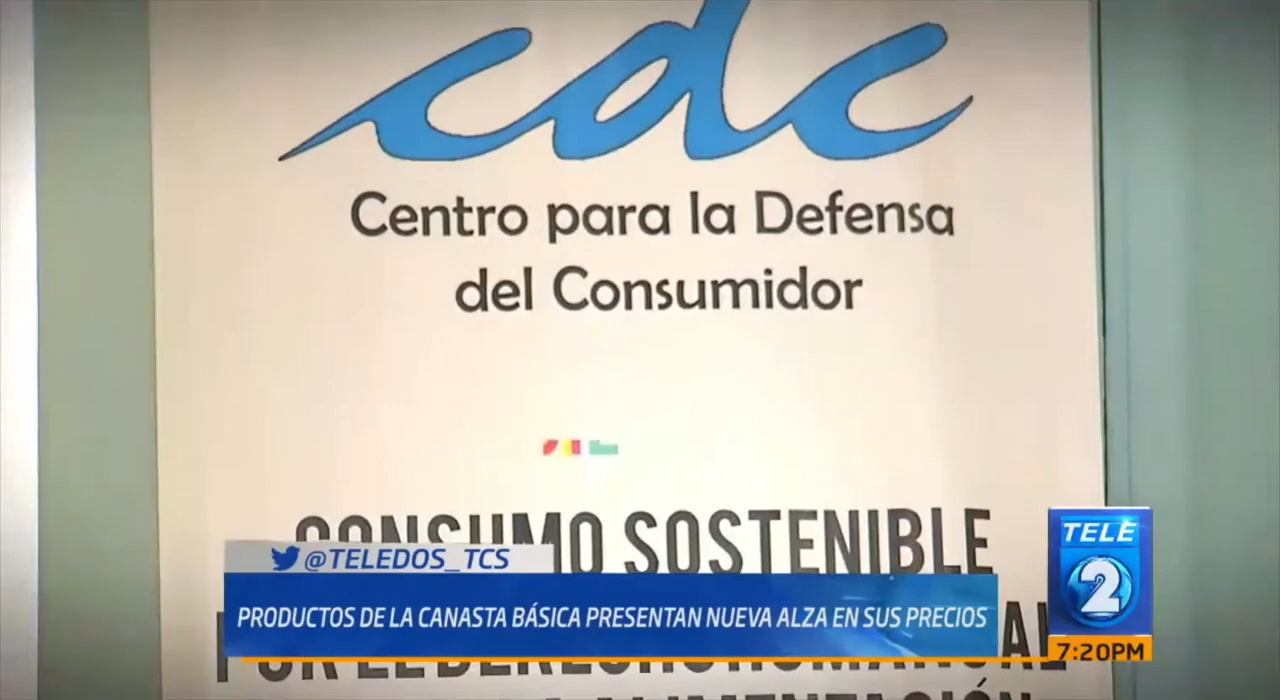 cdc
Centro para la Defensa
del Consumidor
CONSUMO SOSTENIBLE
@TELEDOS_TCS
PRODUCTOS DE LA CANASTA BÁSICA PRESENTAN NUEVA ALZA EN SUS PRECIOS
TELE
2
7:20PM